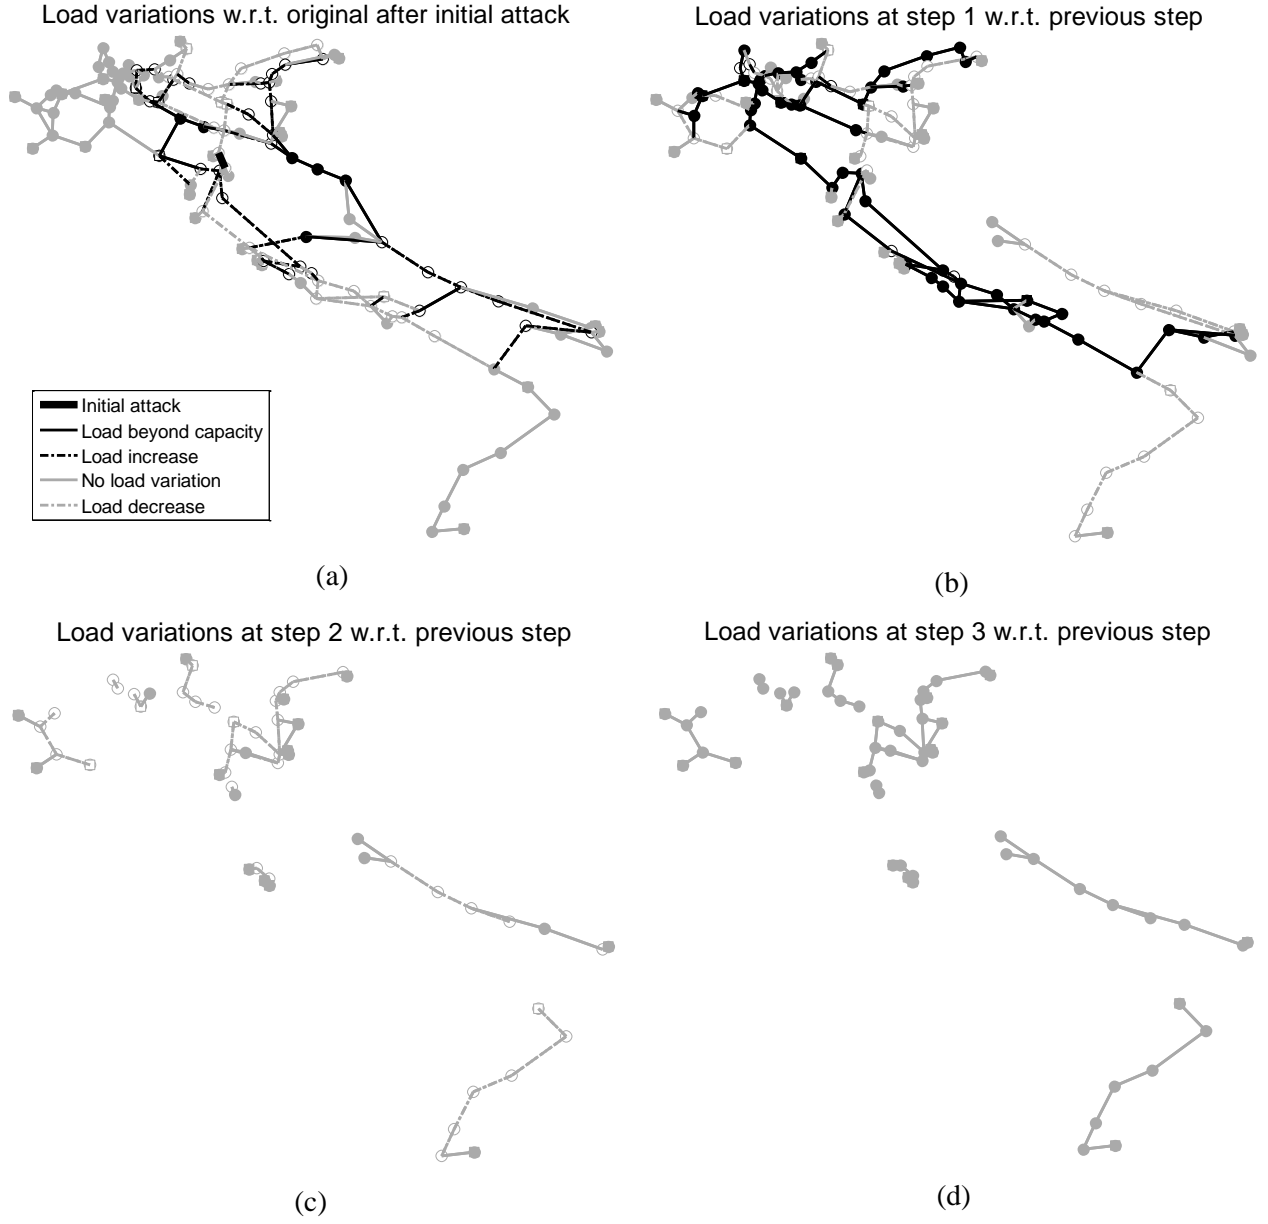 Load variations w.r.t. original after initial attack
Load variations at step 1 w.r.t. previous step
Initial attack
Load beyond capacity
Load increase
No load variation
Load decrease
(a)
(b)
Load variations at step 2 w.r.t. previous step
Load variations at step 3 w.r.t. previous step
(c)
(d)